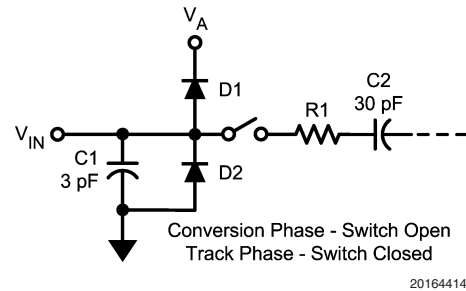 VA
D1
C2
30 pF
R1
VIN
C1
3 pF
D2
Conversion Phase - Switch Open
Track Phase - Switch Closed
20164414